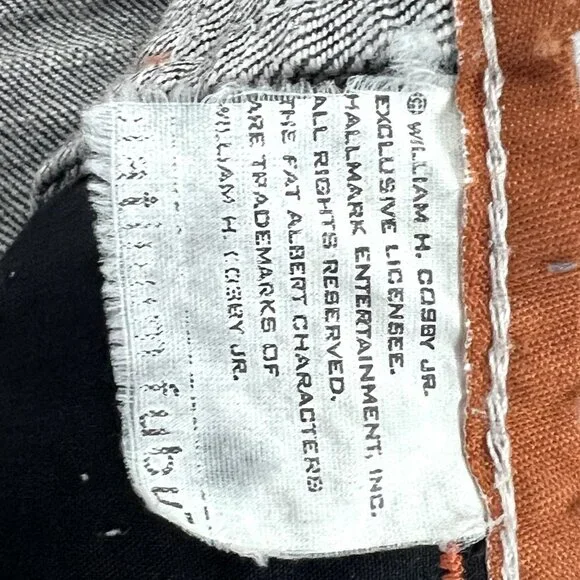 © WILLIAM H. COSBY JR.
EXCLUSIVE LICENSEE.
HALLMARK ENTERTAINMENT, INC.
ALL RIGHTS RESERVED.
THE FAT ALBERT CHARACTERS
ARE TRADEMARKS OF
WILLIAM H. COSBY JR.
fubu